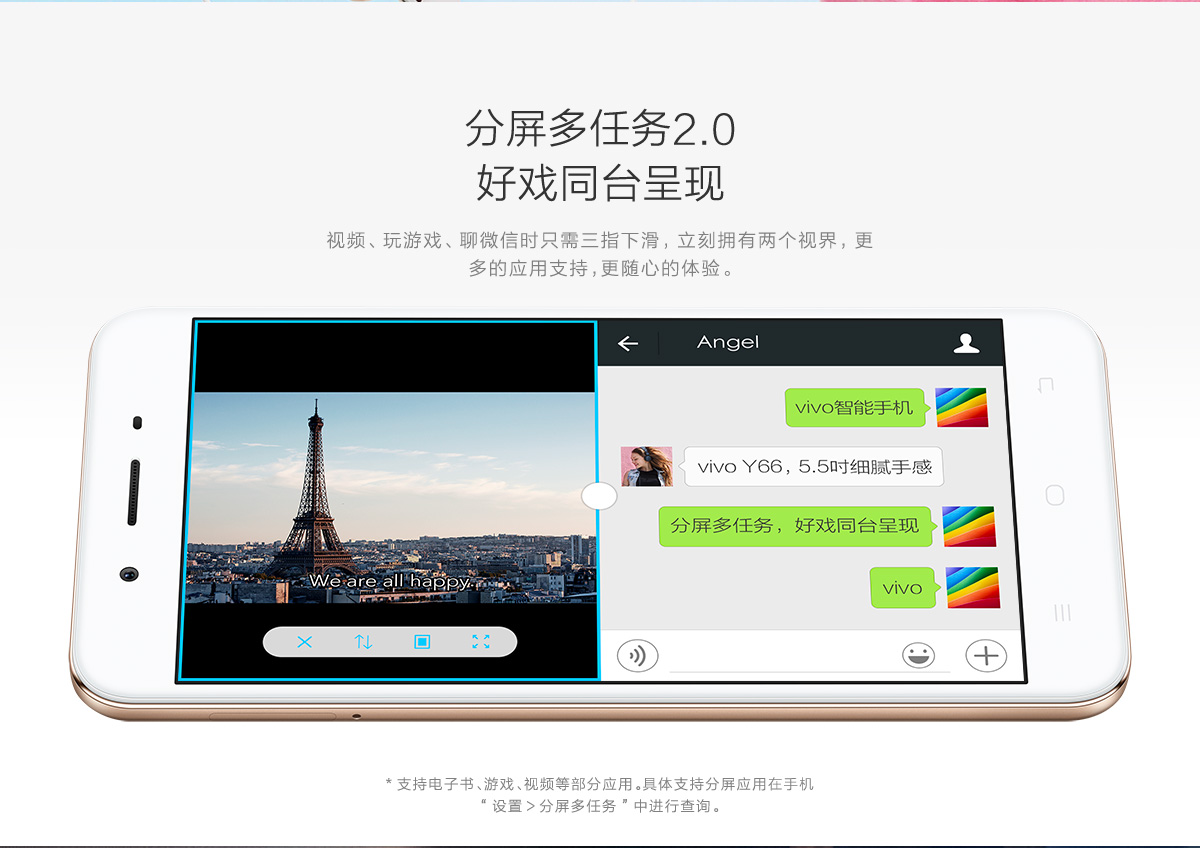 分屏多任务2.0
好戏同台呈现
视频、玩游戏、聊微信时只需三指下滑，立刻拥有两个视界，更
多的应用支持，更随心的体验。
Angel
vivo智能手机
vivo Y66，5.5吋细腻手感
分屏多任务，好戏同台呈现
We are all happy..
vivo
* 支持电子书、游戏、视频等部分应用。具体支持分屏应用在手机
“ 设置 > 分屏多任务 ” 中进行查询。